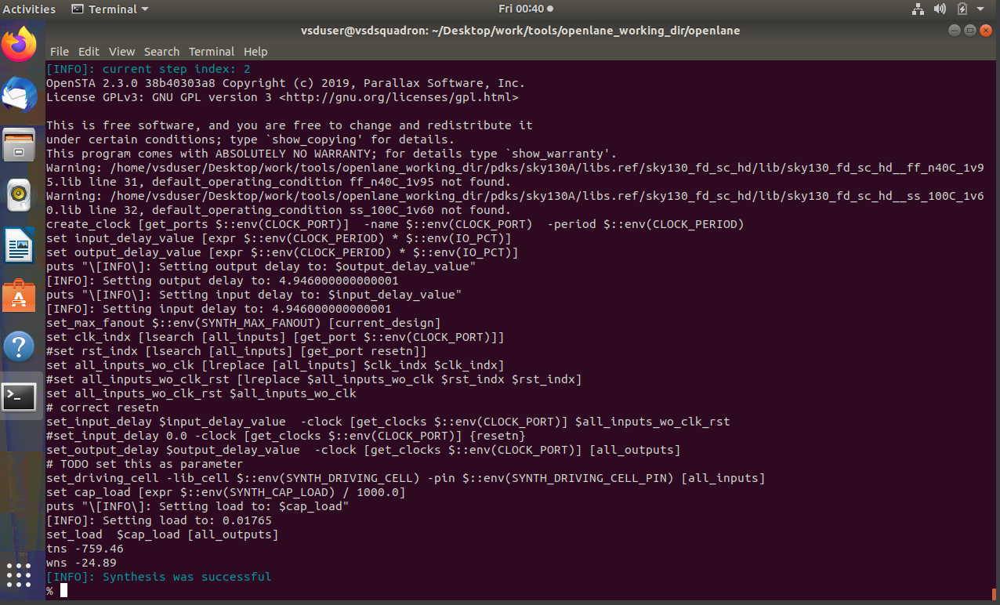 Activities Terminal Fri 00:40
vsduser@vsdsquadron: ~/Desktop/work/tools/openlane_working_dir/openlane
File Edit View Search Terminal Help
[INFO]: current step index: 2
OpenSTA 2.3.0 38b40303a8 Copyright (c) 2019, Parallax Software, Inc.
License GPLv3: GNU GPL version 3 <http://gnu.org/licenses/gpl.html>

This is free software, and you are free to change and redistribute it
under certain conditions; type `show_copying' for details.
This program comes with ABSOLUTELY NO WARRANTY; for details type `show_warranty'.
Warning: /home/vsduser/Desktop/work/tools/openlane_working_dir/pdks/sky130A/libs.ref/sky130_fd_sc_hd/lib/sky130_fd_sc_hd__ff_n40C_1v9
5.lib line 31, default_operating_condition ff_n40C_1v95 not found.
Warning: /home/vsduser/Desktop/work/tools/openlane_working_dir/pdks/sky130A/libs.ref/sky130_fd_sc_hd/lib/sky130_fd_sc_hd__ss_100C_1v6
0.lib line 32, default_operating_condition ss_100C_1v60 not found.
create_clock [get_ports $::env(CLOCK_PORT)]  -name $::env(CLOCK_PORT)  -period $::env(CLOCK_PERIOD)
set input_delay_value [expr $::env(CLOCK_PERIOD) * $::env(IO_PCT)]
set output_delay_value [expr $::env(CLOCK_PERIOD) * $::env(IO_PCT)]
puts "\[INFO\]: Setting output delay to: $output_delay_value"
[INFO]: Setting output delay to: 4.946000000000001
puts "\[INFO\]: Setting input delay to: $input_delay_value"
[INFO]: Setting input delay to: 4.946000000000001
set_max_fanout $::env(SYNTH_MAX_FANOUT) [current_design]
set clk_indx [lsearch [all_inputs] [get_port $::env(CLOCK_PORT)]]
#set rst_indx [lsearch [all_inputs] [get_port resetn]]
set all_inputs_wo_clk [lreplace [all_inputs] $clk_indx $clk_indx]
#set all_inputs_wo_clk_rst [lreplace $all_inputs_wo_clk $rst_indx $rst_indx]
set all_inputs_wo_clk_rst $all_inputs_wo_clk
# correct resetn
set_input_delay $input_delay_value  -clock [get_clocks $::env(CLOCK_PORT)] $all_inputs_wo_clk_rst
#set_input_delay 0.0 -clock [get_clocks $::env(CLOCK_PORT)] {resetn}
set_output_delay $output_delay_value  -clock [get_clocks $::env(CLOCK_PORT)] [all_outputs]
# TODO set this as parameter
set_driving_cell -lib_cell $::env(SYNTH_DRIVING_CELL) -pin $::env(SYNTH_DRIVING_CELL_PIN) [all_inputs]
set cap_load [expr $::env(SYNTH_CAP_LOAD) / 1000.0]
puts "\[INFO\]: Setting load to: $cap_load"
[INFO]: Setting load to: 0.01765
set_load  $cap_load [all_outputs]
tns -759.46
wns -24.89
[INFO]: Synthesis was successful
%